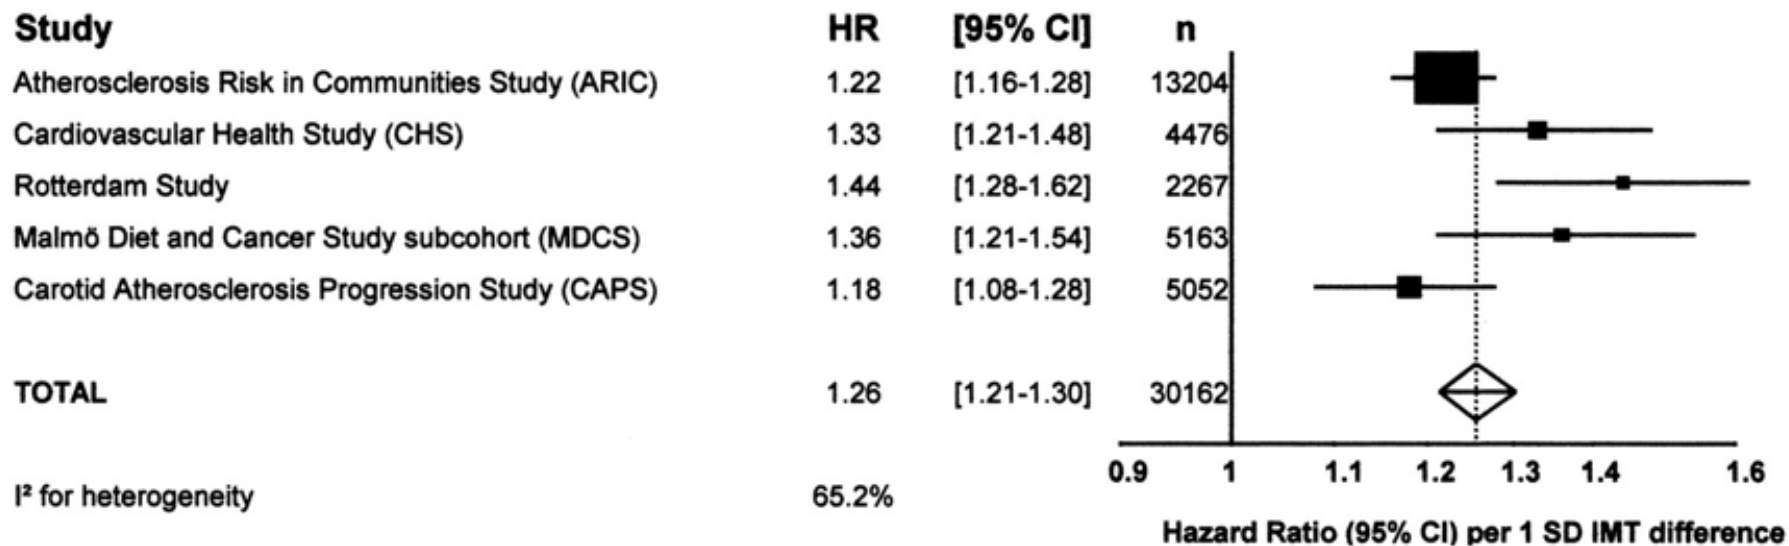 Study HR [95% CI] n
Atherosclerosis Risk in Communities Study (ARIC) 1.22 [1.16-1.28] 13204
Cardiovascular Health Study (CHS) 1.33 [1.21-1.48] 4476
Rotterdam Study 1.44 [1.28-1.62] 2267
Malmö Diet and Cancer Study subcohort (MDCS) 1.36 [1.21-1.54] 5163
Carotid Atherosclerosis Progression Study (CAPS) 1.18 [1.08-1.28] 5052
TOTAL 1.26 [1.21-1.30] 30162
0.9 1 1.1 1.2 1.3 1.4 1.6
I² for heterogeneity 65.2%
Hazard Ratio (95% CI) per 1 SD IMT difference